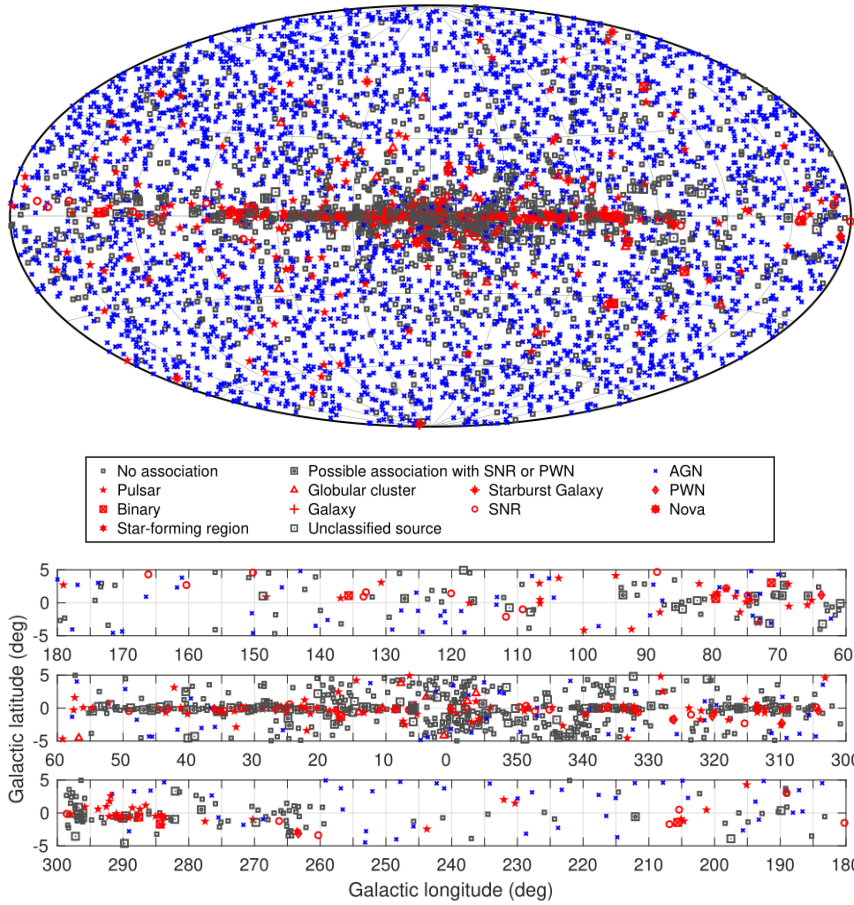 No association Possible association with SNR or PWN AGN
Pulsar Globular cluster Starburst Galaxy PWN
Binary Galaxy SNR Nova
Star-forming region Unclassified source
5
0
-5
180 170 160 150 140 130 120 110 100 90 80 70 60
5
0
-5
60 50 40 30 20 10 0 350 340 330 320 310 300
5
0
-5
300 290 280 270 260 250 240 230 220 210 200 190 180
Galactic latitude (deg)
Galactic longitude (deg)